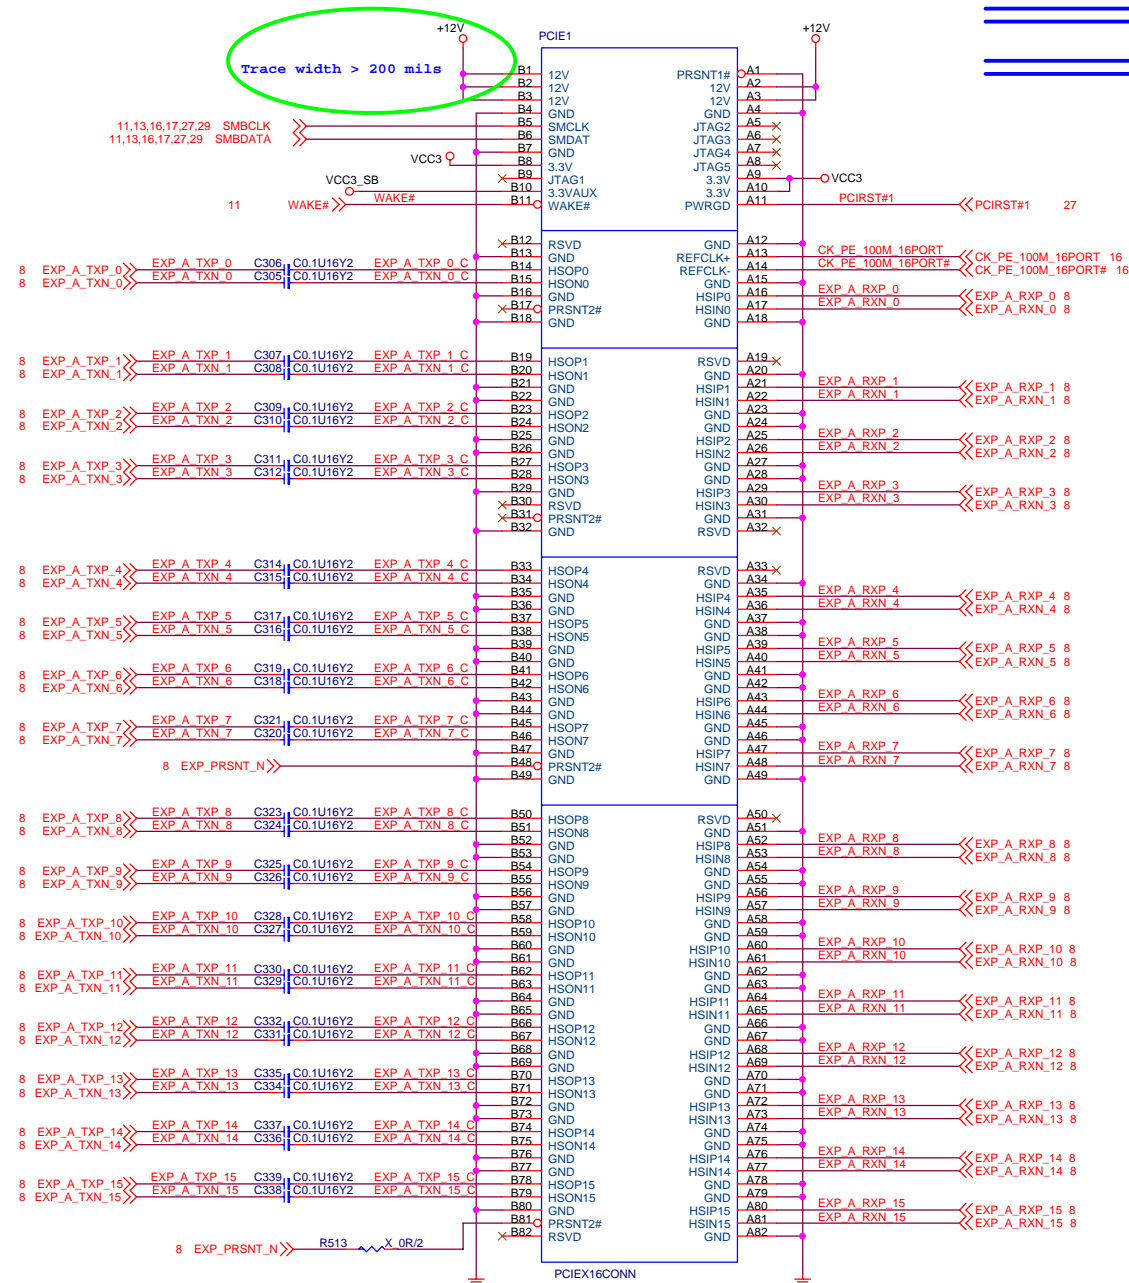 +12V PCIE1 +12V
Trace width > 200 mils
B1 12V PRSNT1# A1
B2 12V 12V A2
B3 12V 12V A3
B4 GND GND A4
11,13,16,17,27,29 SMBCLK B5 SMCLK JTAG2 A5
11,13,16,17,27,29 SMBDATA B6 SMDAT JTAG3 A6
B7 GND JTAG4 A7
VCC3 B8 3.3V JTAG5 A8
B9 JTAG1 3.3V A9 VCC3
VCC3_SB B10 3.3VAUX 3.3V A10
11 WAKE# WAKE# B11 WAKE# PWRGD A11 PCIRST#1 PCIRST#1 27
B12 RSVD GND A12
B13 GND REFCLK+ A13 CK_PE_100M_16PORT CK_PE_100M_16PORT 16
8 EXP_A_TXP_0 EXP_A_TXP_0 C306 C0.1U16Y2 EXP_A_TXP_0_C B14 HSOP0 REFCLK- A14 CK_PE_100M_16PORT# CK_PE_100M_16PORT# 16
8 EXP_A_TXN_0 EXP_A_TXN_0 C305 C0.1U16Y2 EXP_A_TXN_0_C B15 HSON0 GND A15
B16 GND HSIP0 A16 EXP_A_RXP_0 EXP_A_RXP_0 8
B17 PRSNT2# HSIN0 A17 EXP_A_RXN_0 EXP_A_RXN_0 8
B18 GND GND A18
8 EXP_A_TXP_1 EXP_A_TXP_1 C307 C0.1U16Y2 EXP_A_TXP_1_C B19 HSOP1 RSVD A19
8 EXP_A_TXN_1 EXP_A_TXN_1 C308 C0.1U16Y2 EXP_A_TXN_1_C B20 HSON1 GND A20
B21 GND HSIP1 A21 EXP_A_RXP_1 EXP_A_RXP_1 8
B22 GND HSIN1 A22 EXP_A_RXN_1 EXP_A_RXN_1 8
8 EXP_A_TXP_2 EXP_A_TXP_2 C309 C0.1U16Y2 EXP_A_TXP_2_C B23 HSOP2 GND A23
8 EXP_A_TXN_2 EXP_A_TXN_2 C310 C0.1U16Y2 EXP_A_TXN_2_C B24 HSON2 GND A24
B25 GND HSIP2 A25 EXP_A_RXP_2 EXP_A_RXP_2 8
B26 GND HSIN2 A26 EXP_A_RXN_2 EXP_A_RXN_2 8
8 EXP_A_TXP_3 EXP_A_TXP_3 C311 C0.1U16Y2 EXP_A_TXP_3_C B27 HSOP3 GND A27
8 EXP_A_TXN_3 EXP_A_TXN_3 C312 C0.1U16Y2 EXP_A_TXN_3_C B28 HSON3 GND A28
B29 GND HSIP3 A29 EXP_A_RXP_3 EXP_A_RXP_3 8
B30 RSVD HSIN3 A30 EXP_A_RXN_3 EXP_A_RXN_3 8
B31 PRSNT2# GND A31
B32 GND RSVD A32
8 EXP_A_TXP_4 EXP_A_TXP_4 C314 C0.1U16Y2 EXP_A_TXP_4_C B33 HSOP4 RSVD A33
8 EXP_A_TXN_4 EXP_A_TXN_4 C315 C0.1U16Y2 EXP_A_TXN_4_C B34 HSON4 GND A34
B35 GND HSIP4 A35 EXP_A_RXP_4 EXP_A_RXP_4 8
B36 GND HSIN4 A36 EXP_A_RXN_4 EXP_A_RXN_4 8
8 EXP_A_TXP_5 EXP_A_TXP_5 C317 C0.1U16Y2 EXP_A_TXP_5_C B37 HSOP5 GND A37
8 EXP_A_TXN_5 EXP_A_TXN_5 C316 C0.1U16Y2 EXP_A_TXN_5_C B38 HSON5 GND A38
B39 GND HSIP5 A39 EXP_A_RXP_5 EXP_A_RXP_5 8
B40 GND HSIN5 A40 EXP_A_RXN_5 EXP_A_RXN_5 8
8 EXP_A_TXP_6 EXP_A_TXP_6 C319 C0.1U16Y2 EXP_A_TXP_6_C B41 HSOP6 GND A41
8 EXP_A_TXN_6 EXP_A_TXN_6 C318 C0.1U16Y2 EXP_A_TXN_6_C B42 HSON6 GND A42
B43 GND HSIP6 A43 EXP_A_RXP_6 EXP_A_RXP_6 8
B44 GND HSIN6 A44 EXP_A_RXN_6 EXP_A_RXN_6 8
8 EXP_A_TXP_7 EXP_A_TXP_7 C321 C0.1U16Y2 EXP_A_TXP_7_C B45 HSOP7 GND A45
8 EXP_A_TXN_7 EXP_A_TXN_7 C320 C0.1U16Y2 EXP_A_TXN_7_C B46 HSON7 GND A46
B47 GND HSIP7 A47 EXP_A_RXP_7 EXP_A_RXP_7 8
8 EXP_PRSNT_N B48 PRSNT2# HSIN7 A48 EXP_A_RXN_7 EXP_A_RXN_7 8
B49 GND GND A49
8 EXP_A_TXP_8 EXP_A_TXP_8 C323 C0.1U16Y2 EXP_A_TXP_8_C B50 HSOP8 RSVD A50
8 EXP_A_TXN_8 EXP_A_TXN_8 C324 C0.1U16Y2 EXP_A_TXN_8_C B51 HSON8 GND A51
B52 GND HSIP8 A52 EXP_A_RXP_8 EXP_A_RXP_8 8
B53 GND HSIN8 A53 EXP_A_RXN_8 EXP_A_RXN_8 8
8 EXP_A_TXP_9 EXP_A_TXP_9 C325 C0.1U16Y2 EXP_A_TXP_9_C B54 HSOP9 GND A54
8 EXP_A_TXN_9 EXP_A_TXN_9 C326 C0.1U16Y2 EXP_A_TXN_9_C B55 HSON9 GND A55
B56 GND HSIP9 A56 EXP_A_RXP_9 EXP_A_RXP_9 8
B57 GND HSIN9 A57 EXP_A_RXN_9 EXP_A_RXN_9 8
8 EXP_A_TXP_10 EXP_A_TXP_10 C328 C0.1U16Y2 EXP_A_TXP_10_C B58 HSOP10 GND A58
8 EXP_A_TXN_10 EXP_A_TXN_10 C327 C0.1U16Y2 EXP_A_TXN_10_C B59 HSON10 GND A59
B60 GND HSIP10 A60 EXP_A_RXP_10 EXP_A_RXP_10 8
B61 GND HSIN10 A61 EXP_A_RXN_10 EXP_A_RXN_10 8
8 EXP_A_TXP_11 EXP_A_TXP_11 C330 C0.1U16Y2 EXP_A_TXP_11_C B62 HSOP11 GND A62
8 EXP_A_TXN_11 EXP_A_TXN_11 C329 C0.1U16Y2 EXP_A_TXN_11_C B63 HSON11 GND A63
B64 GND HSIP11 A64 EXP_A_RXP_11 EXP_A_RXP_11 8
B65 GND HSIN11 A65 EXP_A_RXN_11 EXP_A_RXN_11 8
8 EXP_A_TXP_12 EXP_A_TXP_12 C332 C0.1U16Y2 EXP_A_TXP_12_C B66 HSOP12 GND A66
8 EXP_A_TXN_12 EXP_A_TXN_12 C331 C0.1U16Y2 EXP_A_TXN_12_C B67 HSON12 GND A67
B68 GND HSIP12 A68 EXP_A_RXP_12 EXP_A_RXP_12 8
B69 GND HSIN12 A69 EXP_A_RXN_12 EXP_A_RXN_12 8
8 EXP_A_TXP_13 EXP_A_TXP_13 C335 C0.1U16Y2 EXP_A_TXP_13_C B70 HSOP13 GND A70
8 EXP_A_TXN_13 EXP_A_TXN_13 C334 C0.1U16Y2 EXP_A_TXN_13_C B71 HSON13 GND A71
B72 GND HSIP13 A72 EXP_A_RXP_13 EXP_A_RXP_13 8
B73 GND HSIN13 A73 EXP_A_RXN_13 EXP_A_RXN_13 8
8 EXP_A_TXP_14 EXP_A_TXP_14 C337 C0.1U16Y2 EXP_A_TXP_14_C B74 HSOP14 GND A74
8 EXP_A_TXN_14 EXP_A_TXN_14 C336 C0.1U16Y2 EXP_A_TXN_14_C B75 HSON14 GND A75
B76 GND HSIP14 A76 EXP_A_RXP_14 EXP_A_RXP_14 8
B77 GND HSIN14 A77 EXP_A_RXN_14 EXP_A_RXN_14 8
8 EXP_A_TXP_15 EXP_A_TXP_15 C339 C0.1U16Y2 EXP_A_TXP_15_C B78 HSOP15 GND A78
8 EXP_A_TXN_15 EXP_A_TXN_15 C338 C0.1U16Y2 EXP_A_TXN_15_C B79 HSON15 GND A79
B80 GND HSIP15 A80 EXP_A_RXP_15 EXP_A_RXP_15 8
B81 PRSNT2# HSIN15 A81 EXP_A_RXN_15 EXP_A_RXN_15 8
B82 RSVD GND A82
8 EXP_PRSNT_N R513 X_0R/2
PCIEX16CONN